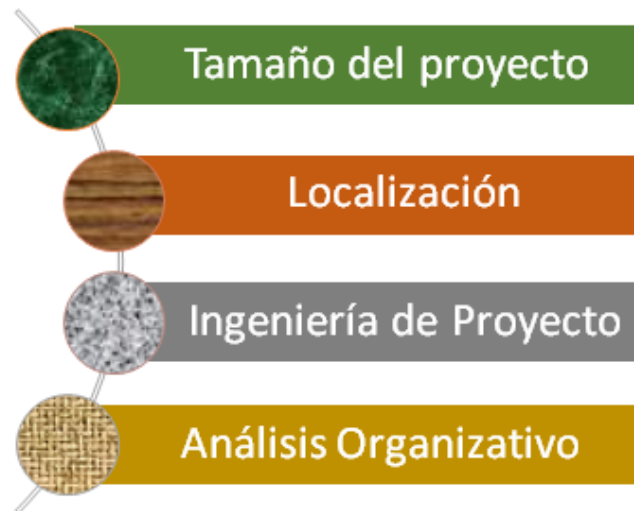 Tamaño del proyecto
Localización
Ingeniería de Proyecto
Análisis Organizativo